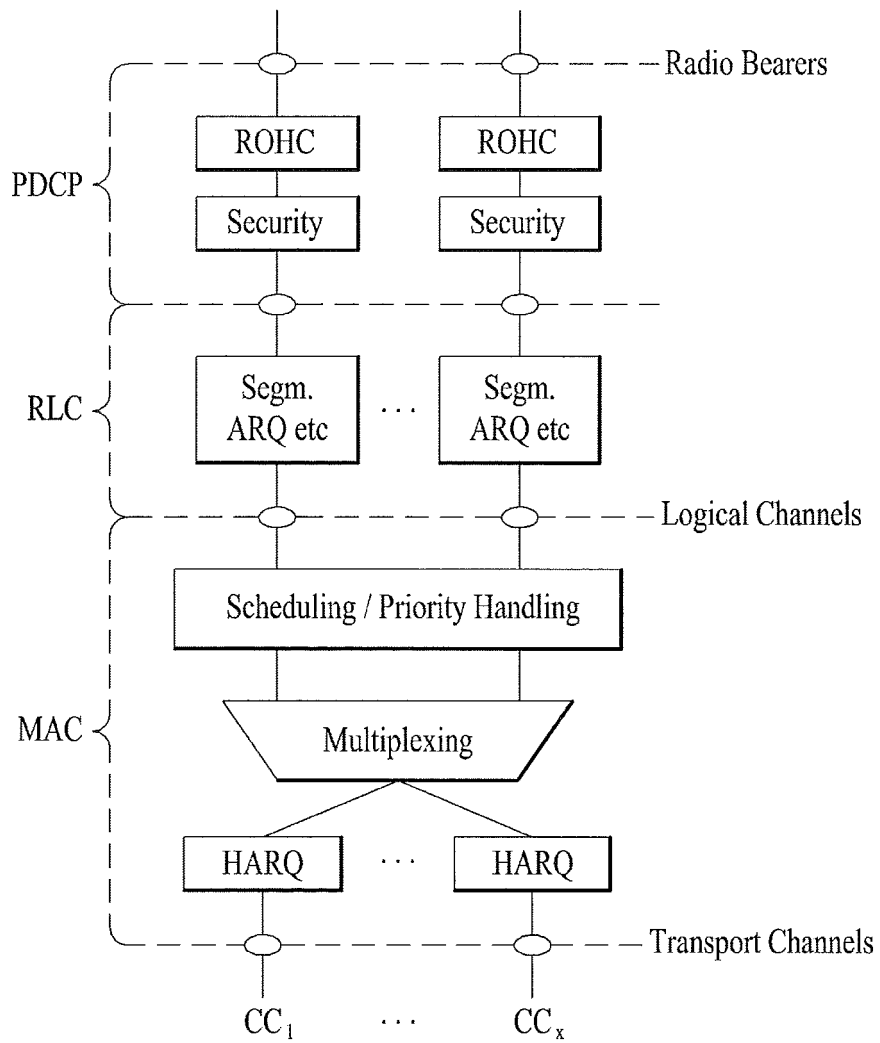 Radio Bearers
ROHC ROHC
PDCP
Security Security
Segm. Segm.
RLC ... ARQ etc ARQ etc
Logical Channels
Scheduling / Priority Handling
MAC
Multiplexing
HARQ ... HARQ
Transport Channels
CC1 ... CCx